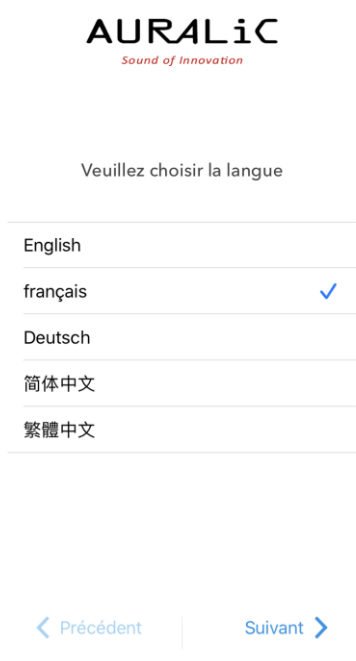 AURALiC
Sound of Innovation
Veuillez choisir la langue
English
français
Deutsch
简体中文
繁體中文
Précédent
Suivant